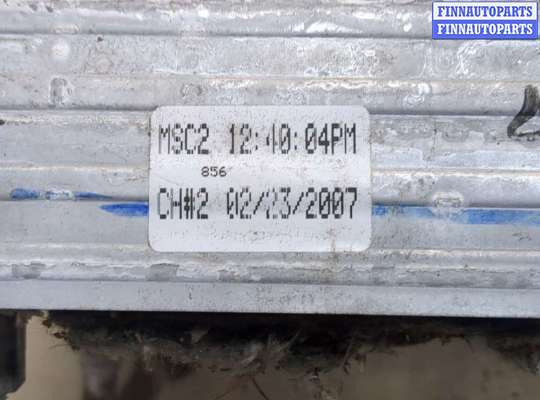 FINNAUTOPARTS
FINNAUTOPARTS
MSC2 12:40:04PM
856
CH#2 02/23/2007